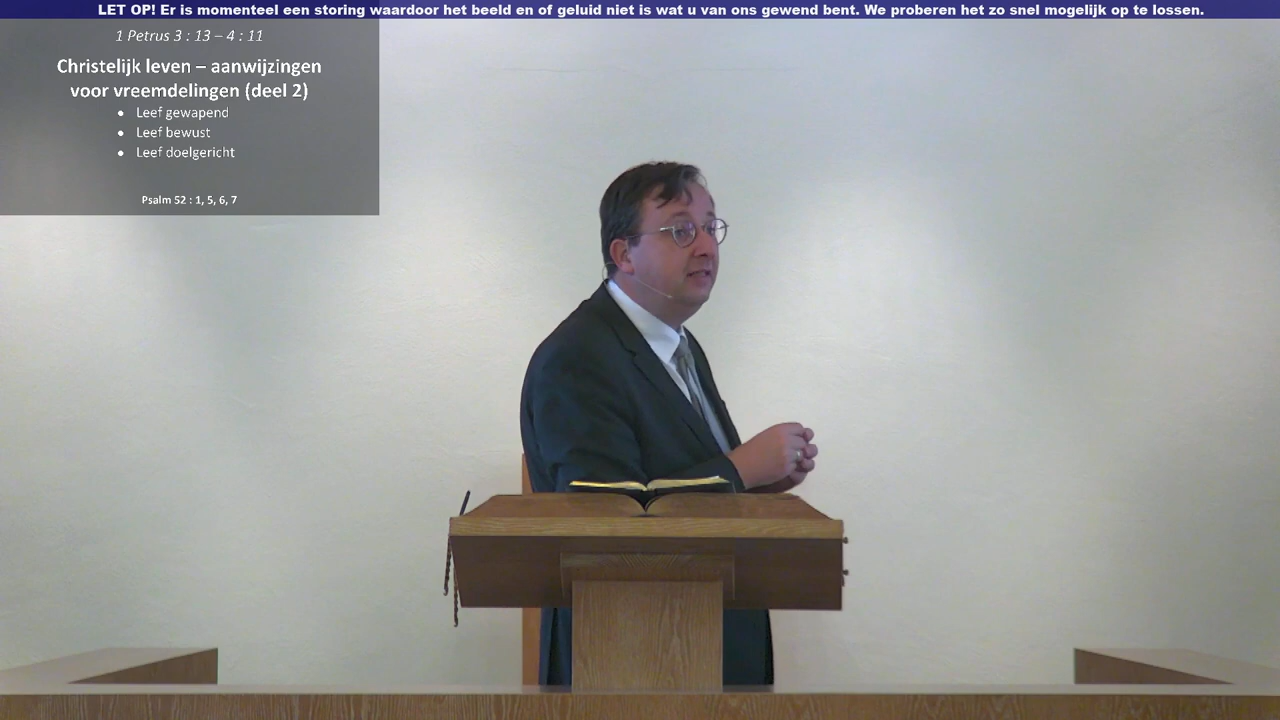 LET OP! Er is momenteel een storing waardoor het beeld en of geluid niet is wat u van ons gewend bent. We proberen het zo snel mogelijk op te lossen.
1 Petrus 3 : 13 – 4 : 11
Christelijk leven – aanwijzingen
voor vreemdelingen (deel 2)
• Leef gewapend
• Leef bewust
• Leef doelgericht
Psalm 52 : 1, 5, 6, 7